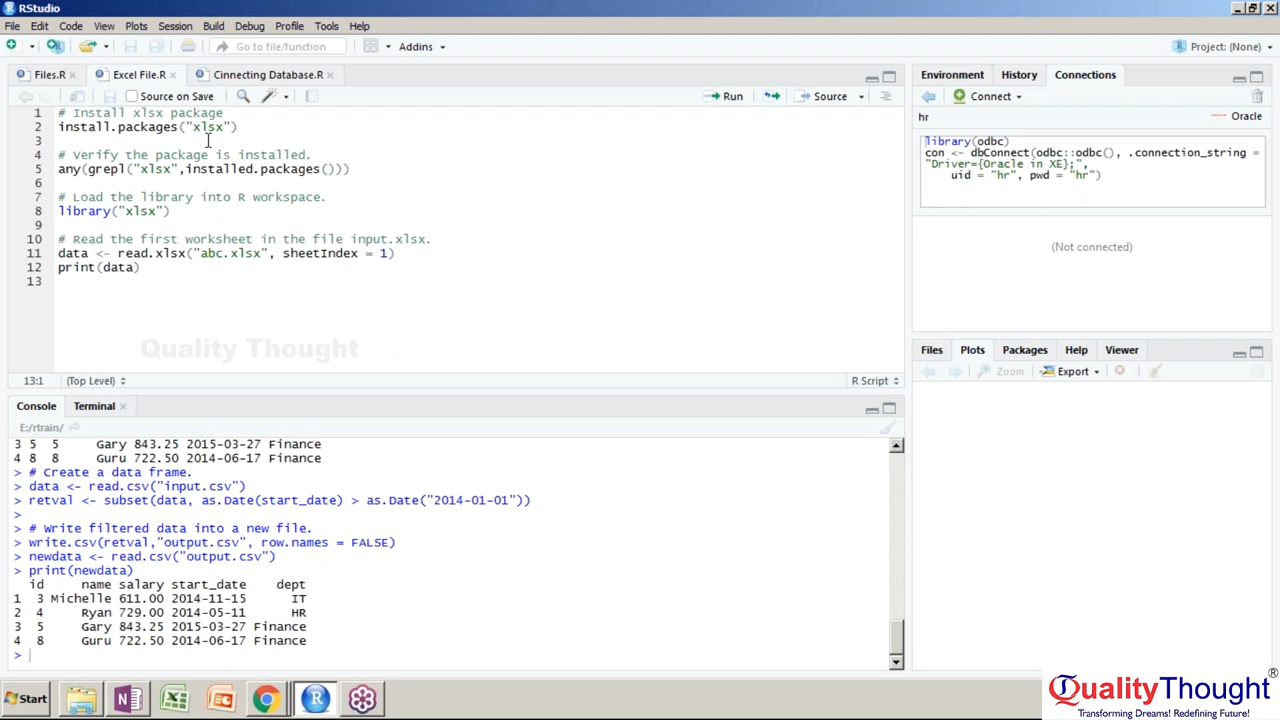 RStudio
File Edit Code View Plots Session Build Debug Profile Tools Help
Go to file/function Addins Project: (None)
Files.R Excel File.R Cinnecting Database.R
Source on Save Run Source
1 # Install xlsx package
2 install.packages("xlsx")
3
4 # Verify the package is installed.
5 any(grepl("xlsx",installed.packages()))
6
7 # Load the library into R workspace.
8 library("xlsx")
9
10 # Read the first worksheet in the file input.xlsx.
11 data <- read.xlsx("abc.xlsx", sheetIndex = 1)
12 print(data)
13
Quality Thought
13:1 (Top Level) R Script
Console Terminal
E:/rtrain/
3 5 5 Gary 843.25 2015-03-27 Finance
4 8 8 Guru 722.50 2014-06-17 Finance
> # Create a data frame.
> data <- read.csv("input.csv")
> retval <- subset(data, as.Date(start_date) > as.Date("2014-01-01"))
>
> # Write filtered data into a new file.
> write.csv(retval,"output.csv", row.names = FALSE)
> newdata <- read.csv("output.csv")
> print(newdata)
id name salary start_date dept
1 3 Michelle 611.00 2014-11-15 IT
2 4 Ryan 729.00 2014-05-11 HR
3 5 Gary 843.25 2015-03-27 Finance
4 8 Guru 722.50 2014-06-17 Finance
>
Environment History Connections
Connect
hr Oracle
library(odbc)
con <- dbConnect(odbc::odbc(), .connection_string =
"Driver={Oracle in XE};",
uid = "hr", pwd = "hr")
(Not connected)
Files Plots Packages Help Viewer
Zoom Export
Start
QualityThought®
Transforming Dreams! Redefining Future!